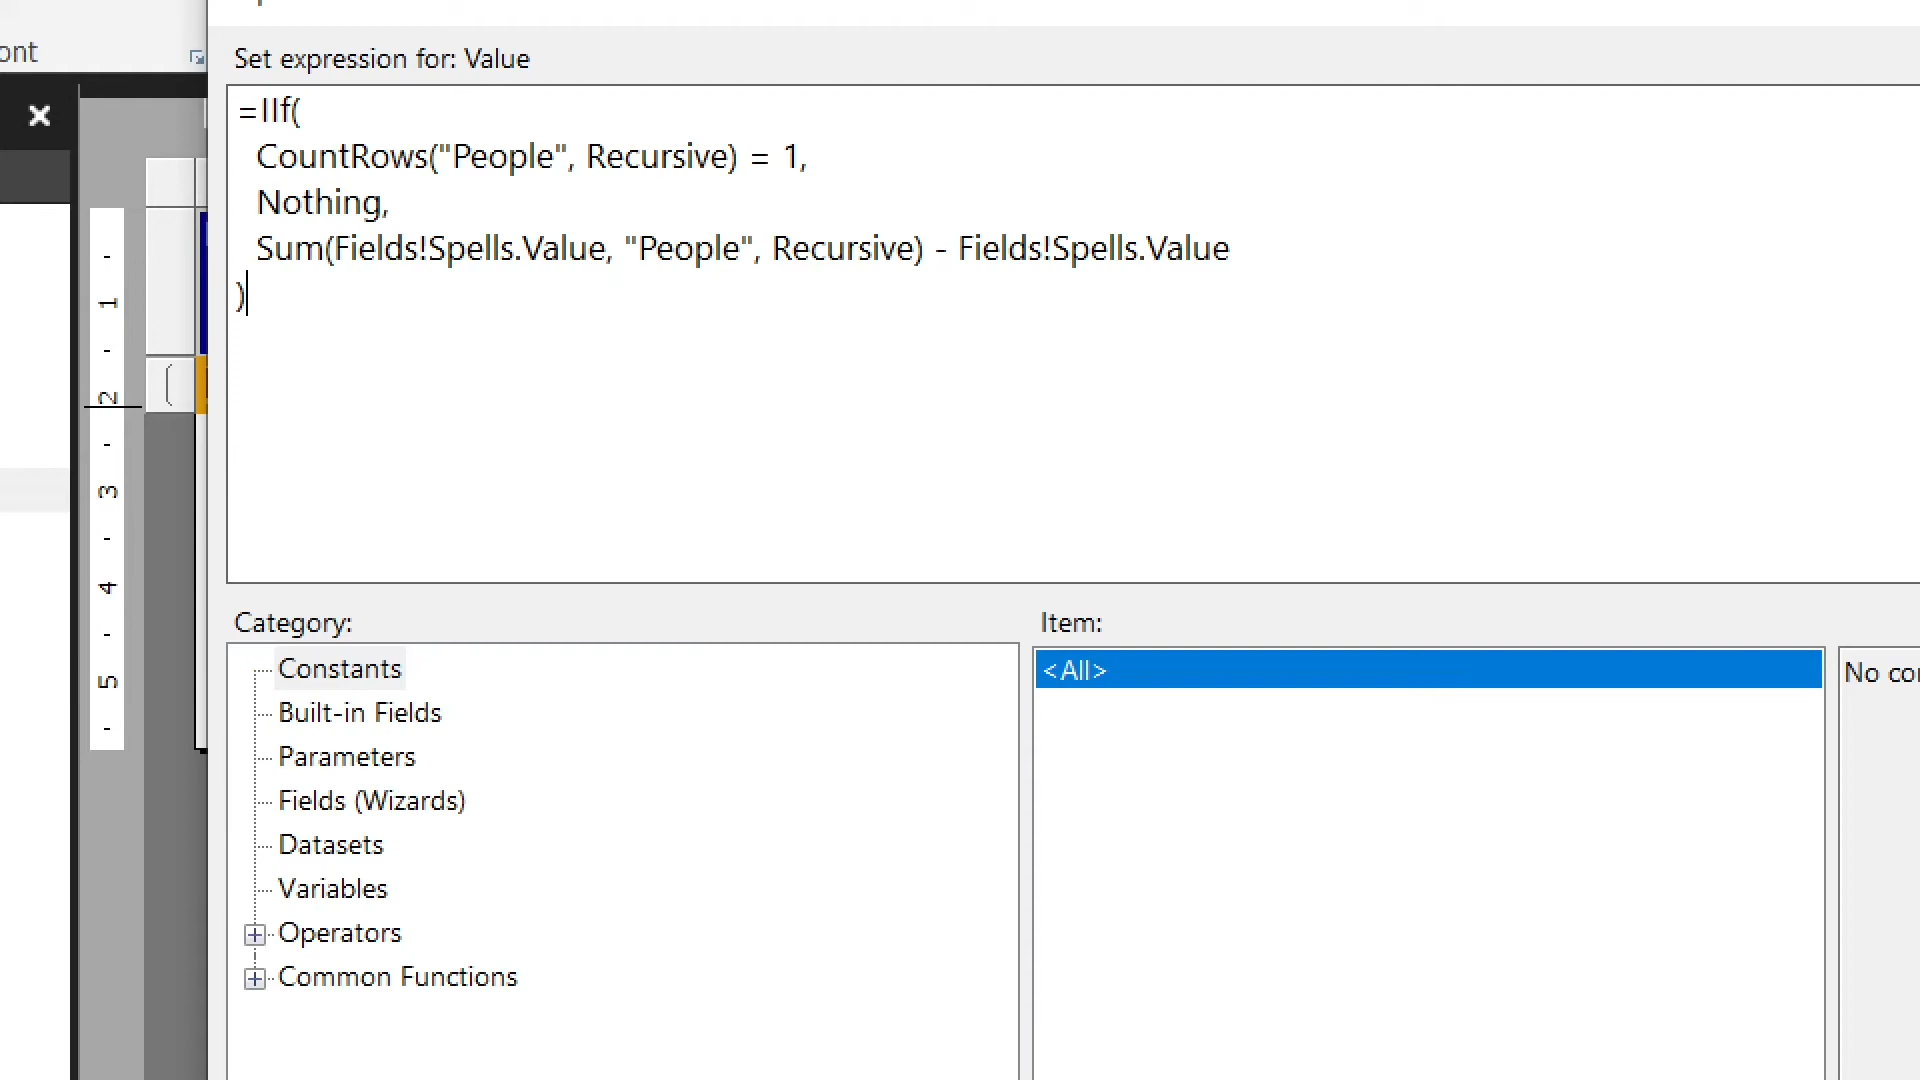 ont
Set expression for: Value
=IIf(
CountRows("People", Recursive) = 1,
Nothing,
Sum(Fields!Spells.Value, "People", Recursive) - Fields!Spells.Value
)
1
2
3
4
5
Category:
Constants
Built-in Fields
Parameters
Fields (Wizards)
Datasets
Variables
Operators
Common Functions
Item:
<All>
No con